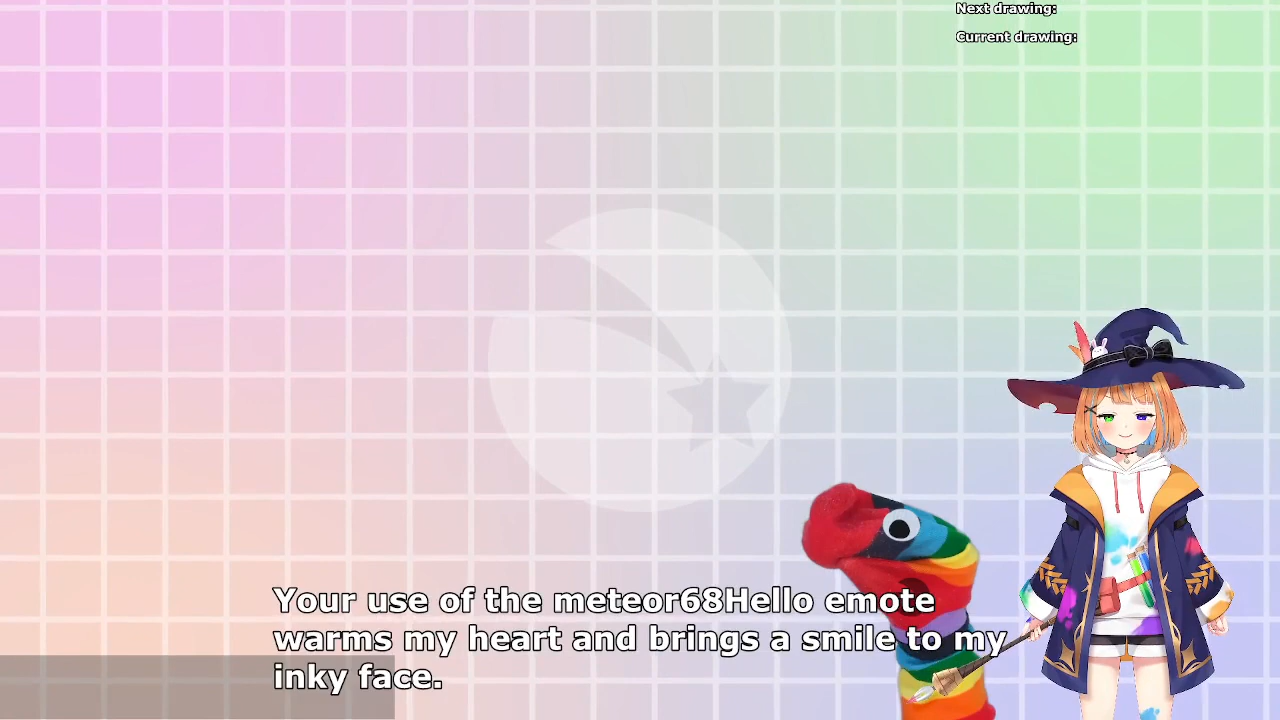 Next drawing:
Current drawing:
Your use of the meteor68Hello emote
warms my heart and brings a smile to my
inky face.